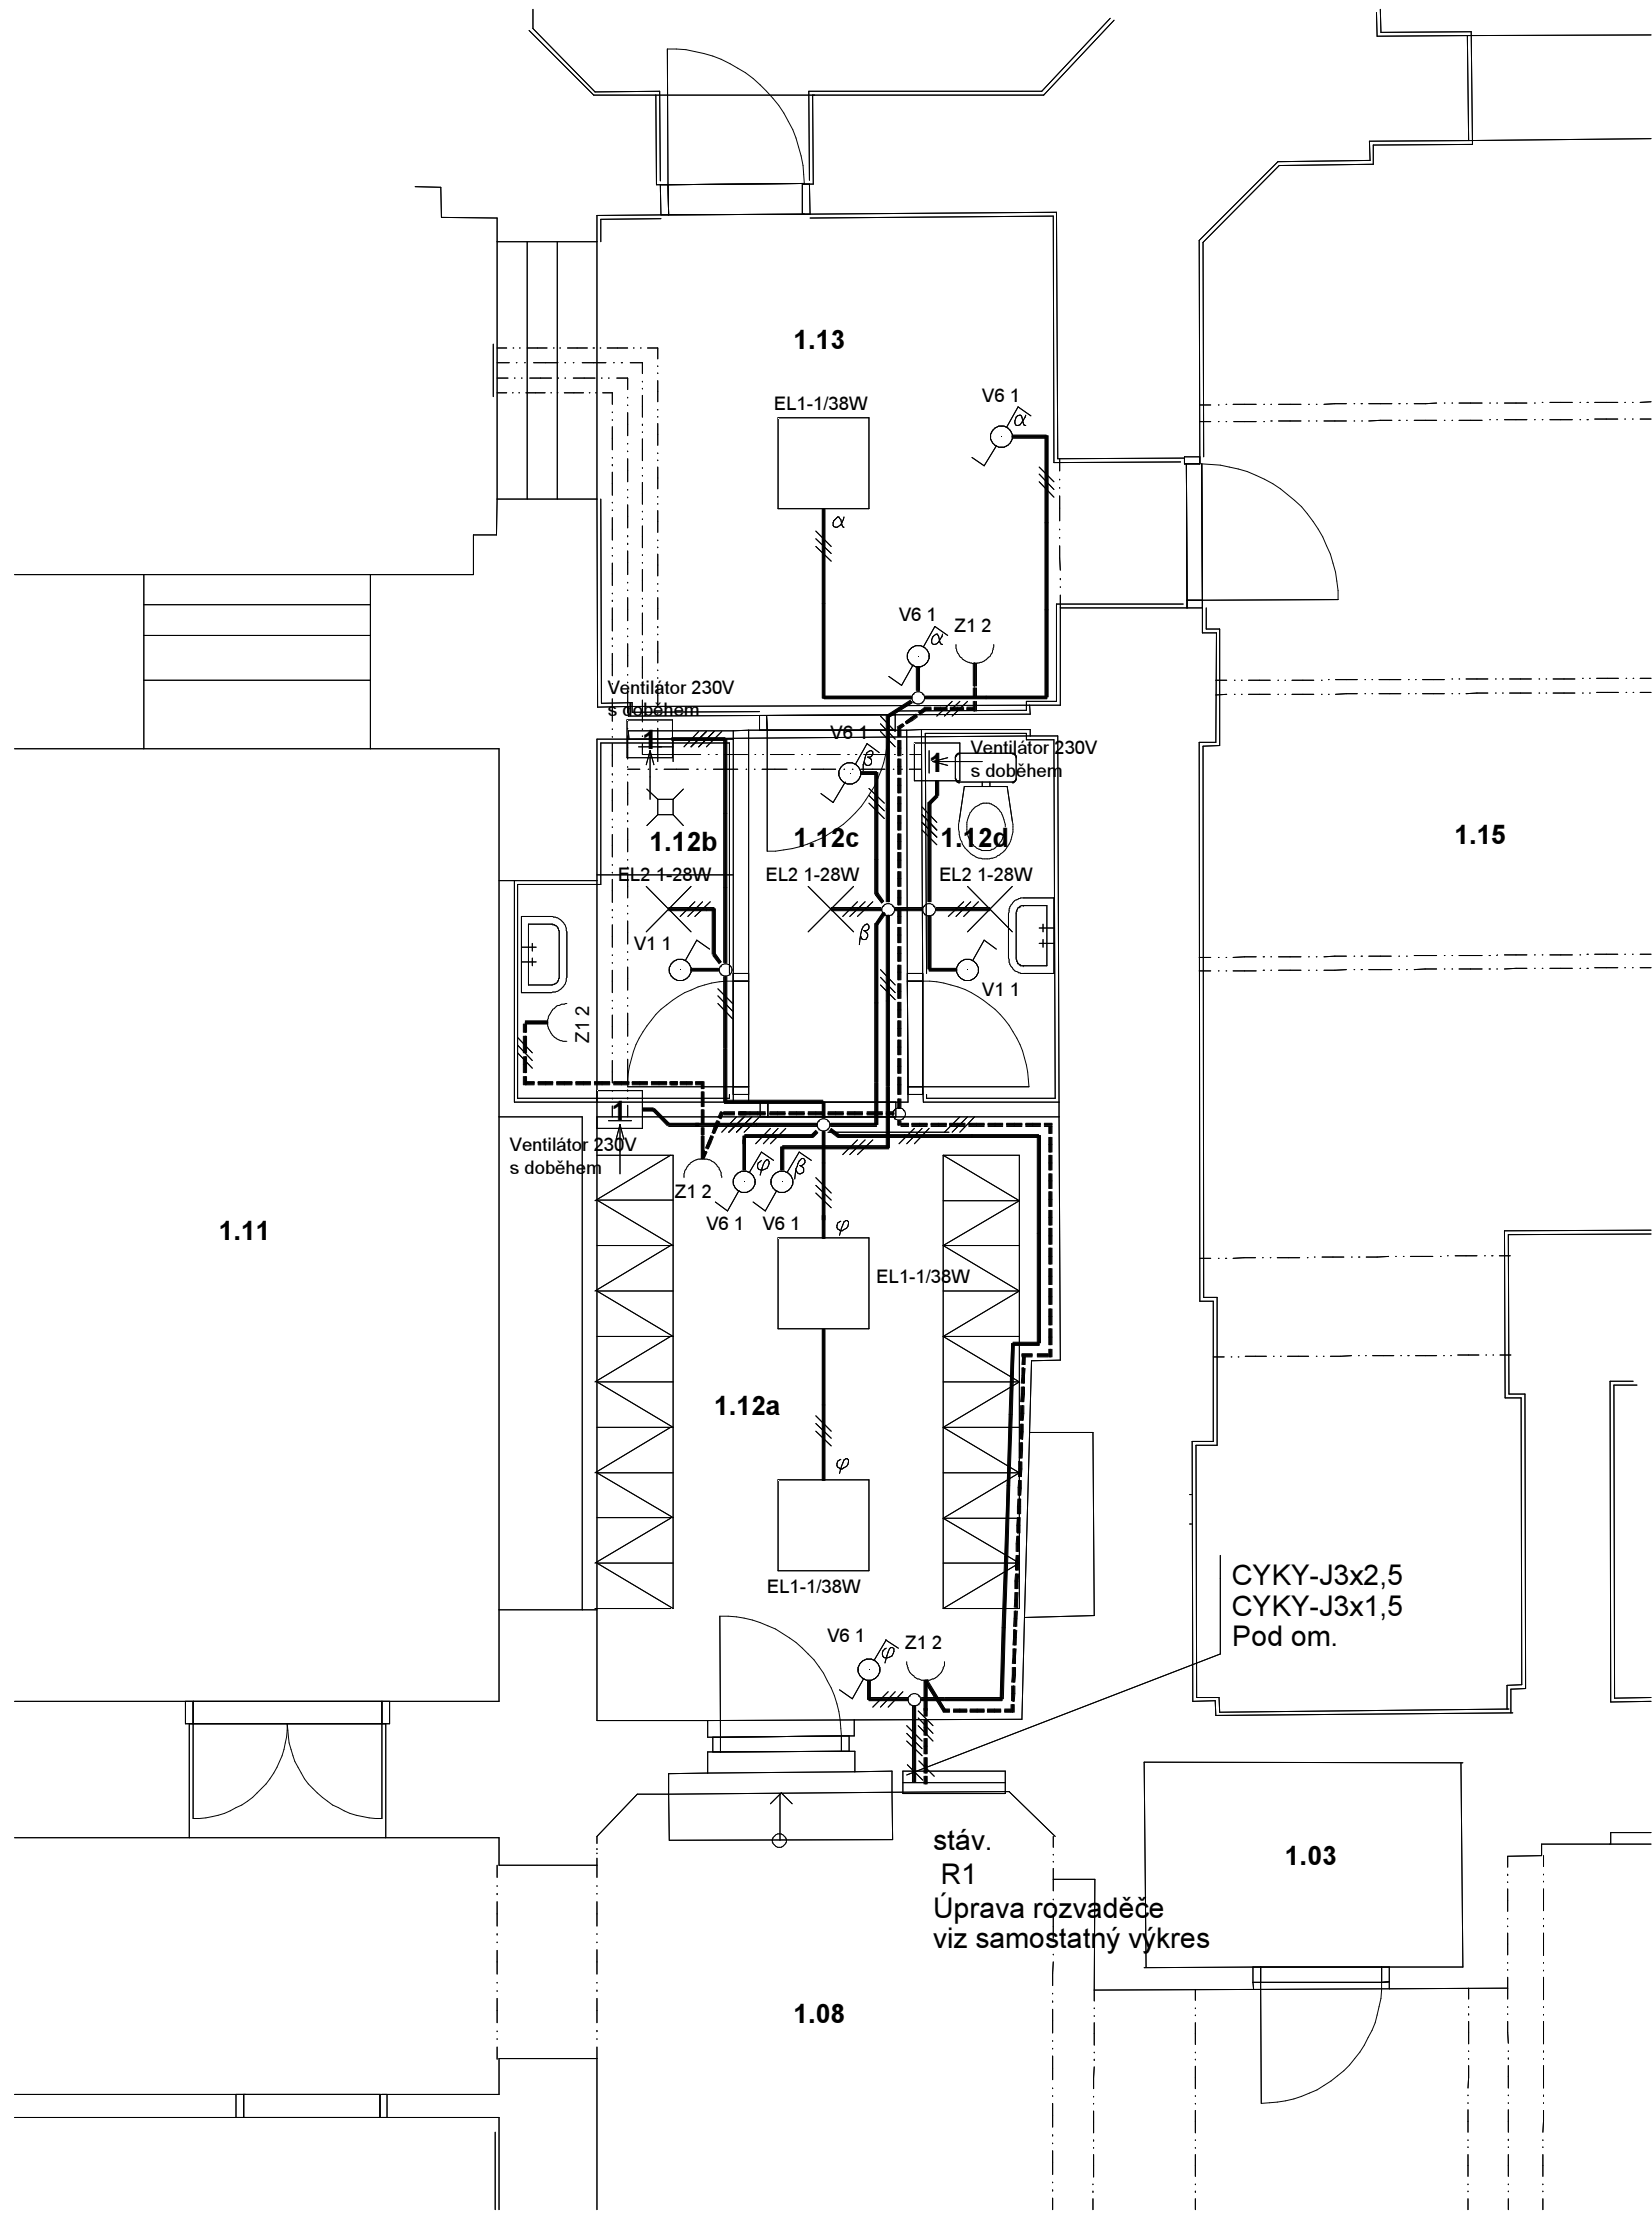 1.13
EL1-1/38W
V6 1
α
α
V6 1
α
Z1 2
Ventilátor 230V
s doběhem
1
V6 1
β
1
Ventilátor 230V
s doběhem
1.12b
1.12c
1.12d
1.15
EL2 1-28W
EL2 1-28W
EL2 1-28W
β
V1 1
V1 1
Z1 2
1
Ventilátor 230V
s doběhem
Z1 2
φ
β
V6 1
V6 1
φ
1.11
EL1-1/38W
1.12a
φ
EL1-1/38W
CYKY-J3x2,5
CYKY-J3x1,5
Pod om.
V6 1
φ
Z1 2
stáv.
R1
Úprava rozvaděče
viz samostatný výkres
1.03
1.08